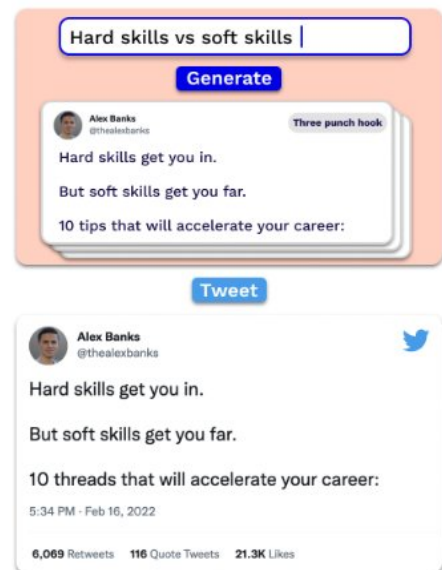 Hard skills vs soft skills
Generate
Alex Banks
@thealexbanks
Three punch hook
Hard skills get you in.
But soft skills get you far.
10 tips that will accelerate your career:
Tweet
Alex Banks
@thealexbanks
Hard skills get you in.
But soft skills get you far.
10 threads that will accelerate your career:
5:34 PM · Feb 16, 2022
6,069 Retweets 116 Quote Tweets 21.3K Likes